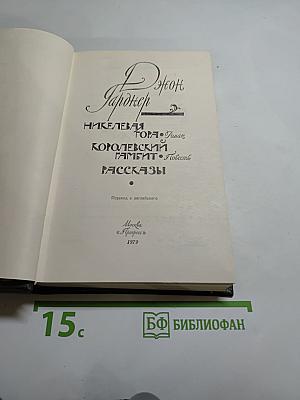 Джон
Гарднер
НИКЕЛЕВАЯ
ГОРА • Роман
КОРОЛЕВСКИЙ
ГАМБИТ • Повесть
РАССКАЗЫ
Перевод с английского
Москва
«Прогресс»
1979
15с
БФ БИБЛИОФАН